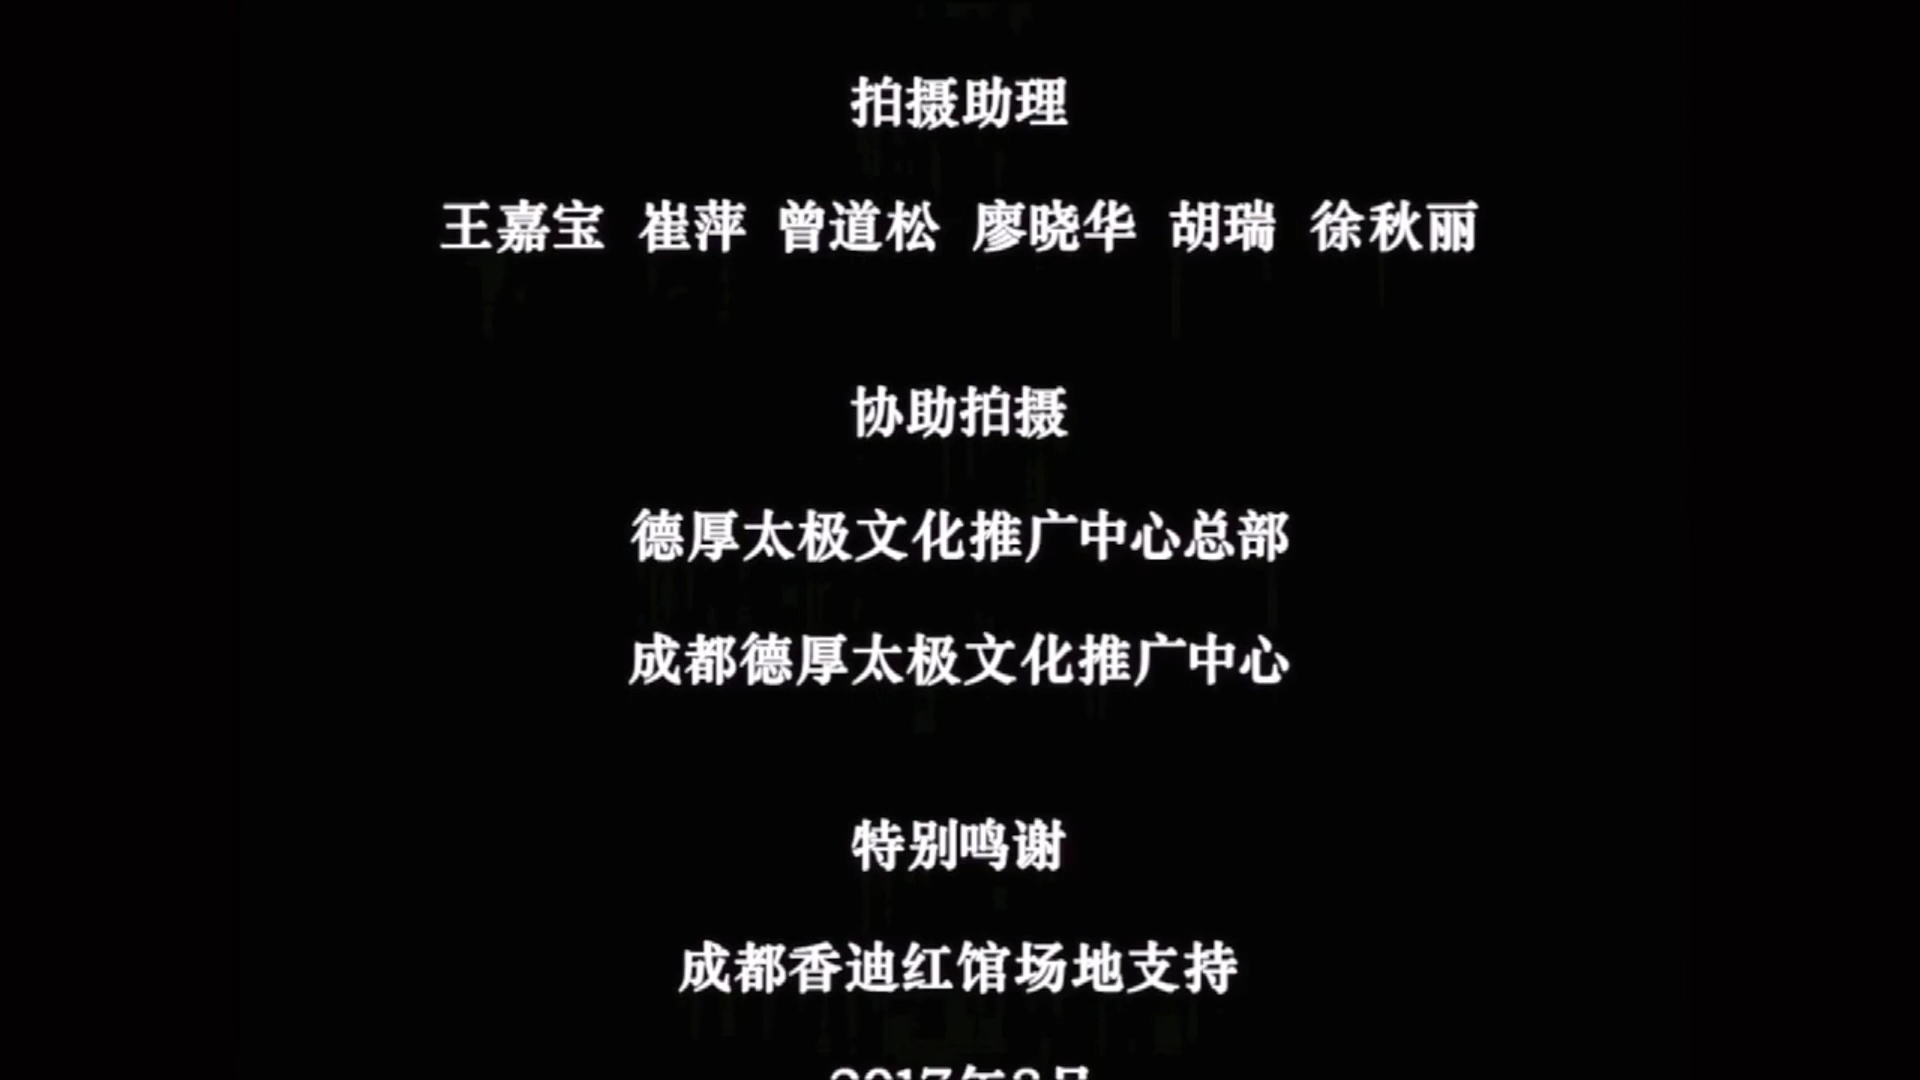 拍摄助理
王嘉宝 崔萍 曾道松 廖晓华 胡瑞 徐秋丽
协助拍摄
德厚太极文化推广中心总部
成都德厚太极文化推广中心
特别鸣谢
成都香迪红馆场地支持